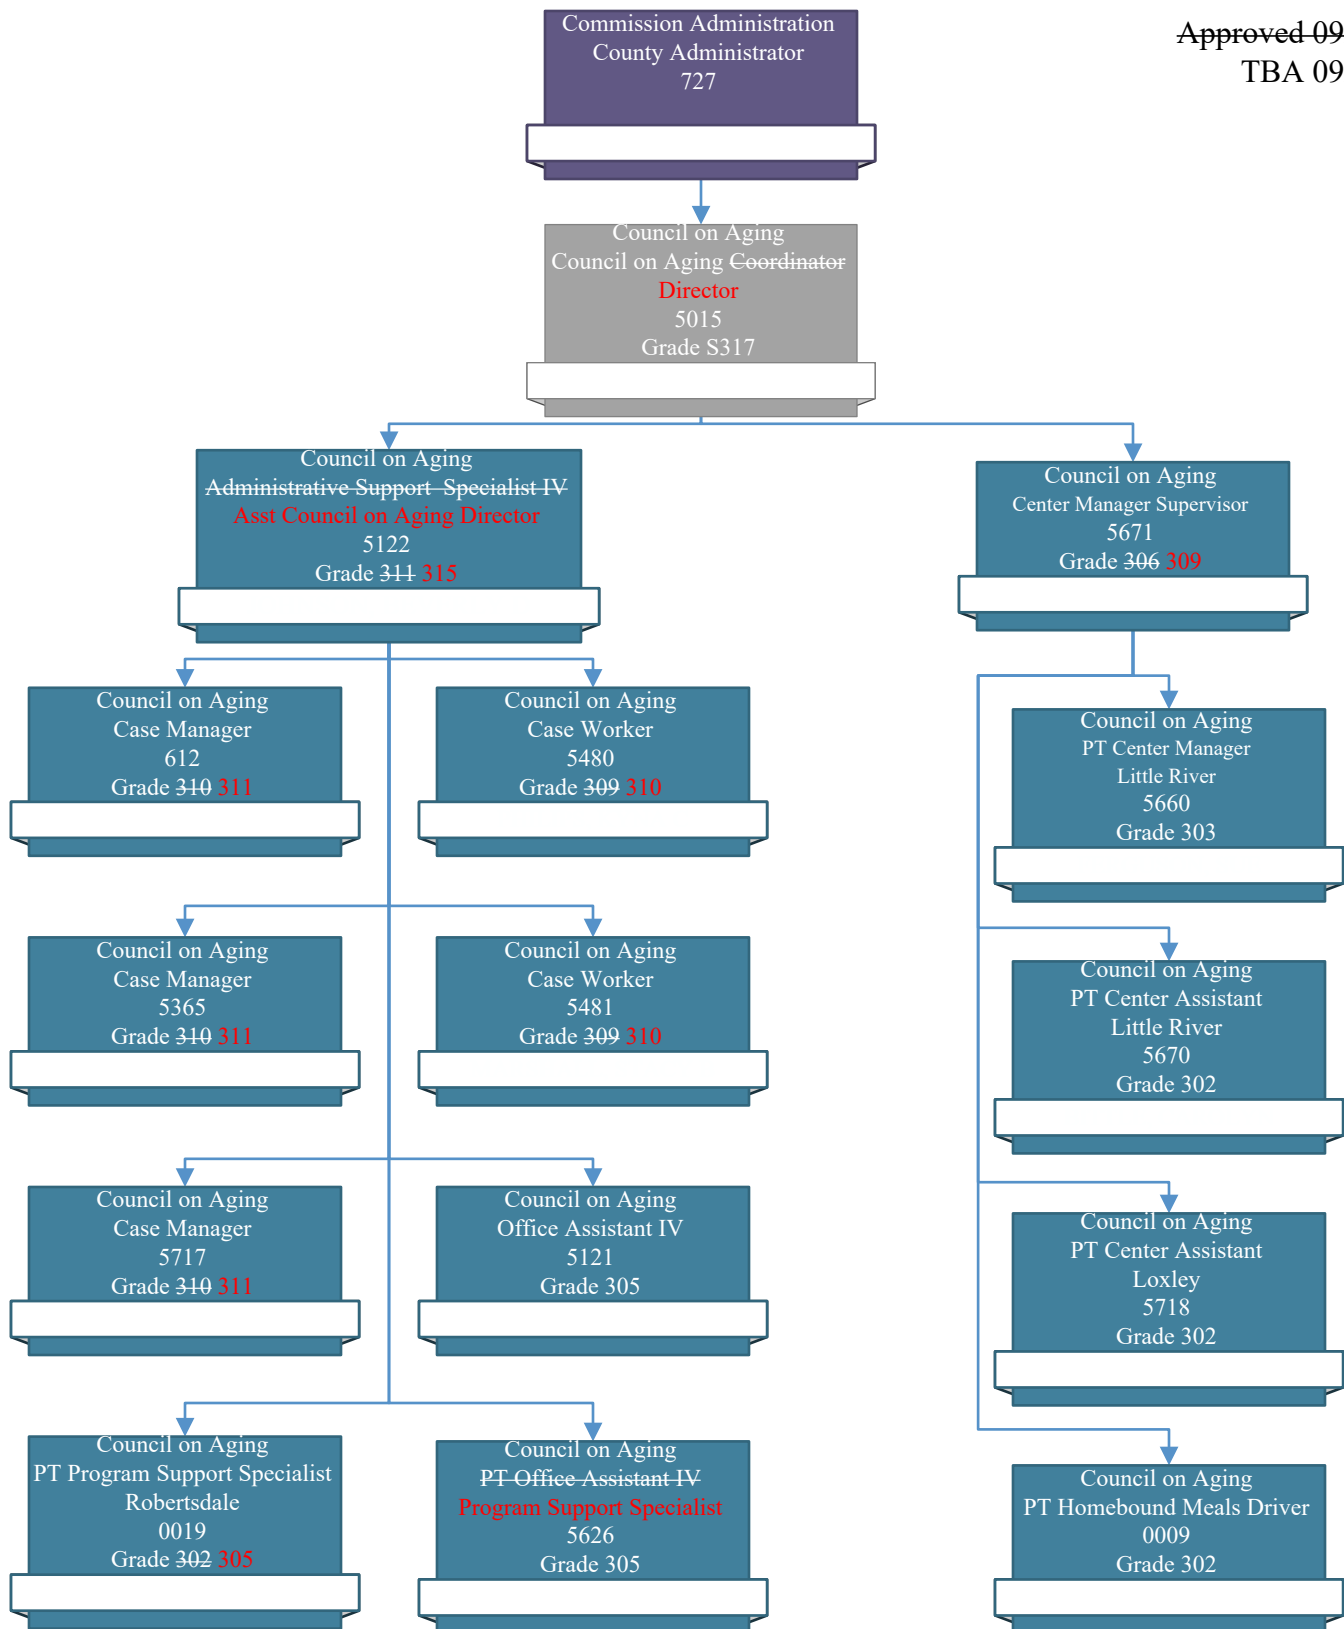 Commission Administration
County Administrator
727
Approved 09
TBA 09
Council on Aging
Council on Aging Coordinator
Director
5015
Grade S317
Council on Aging
Administrative Support Specialist IV
Asst Council on Aging Director
5122
Grade 311 315
Council on Aging
Center Manager Supervisor
5671
Grade 306 309
Council on Aging
Case Manager
612
Grade 310 311
Council on Aging
Case Worker
5480
Grade 309 310
Council on Aging
PT Center Manager
Little River
5660
Grade 303
Council on Aging
Case Manager
5365
Grade 310 311
Council on Aging
Case Worker
5481
Grade 309 310
Council on Aging
PT Center Assistant
Little River
5670
Grade 302
Council on Aging
Case Manager
5717
Grade 310 311
Council on Aging
Office Assistant IV
5121
Grade 305
Council on Aging
PT Center Assistant
Loxley
5718
Grade 302
Council on Aging
PT Program Support Specialist
Robertsdale
0019
Grade 302 305
Council on Aging
PT Office Assistant IV
Program Support Specialist
5626
Grade 305
Council on Aging
PT Homebound Meals Driver
0009
Grade 302